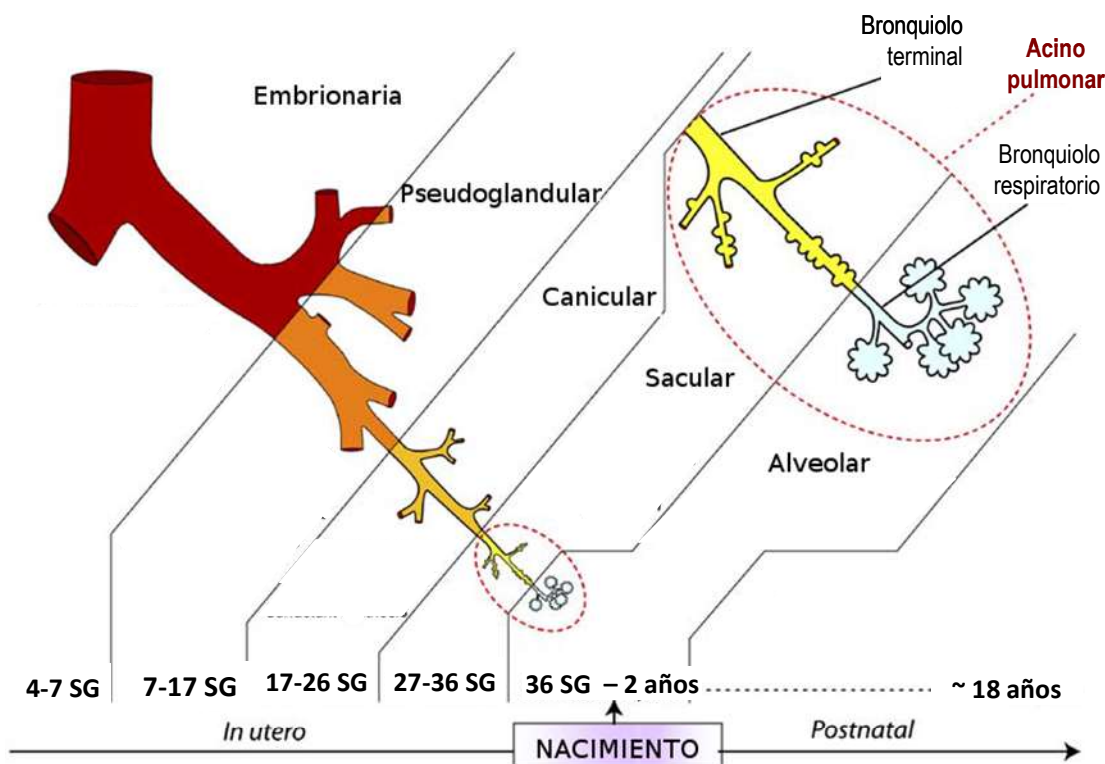 Bronquiolo
terminal
Acino
pulmonar
Embrionaria
Bronquiolo
respiratorio
Pseudoglandular
Canicular
Sacular
Alveolar
4-7 SG
7-17 SG
17-26 SG
27-36 SG
36 SG – 2 años
~ 18 años
In utero
NACIMIENTO
Postnatal